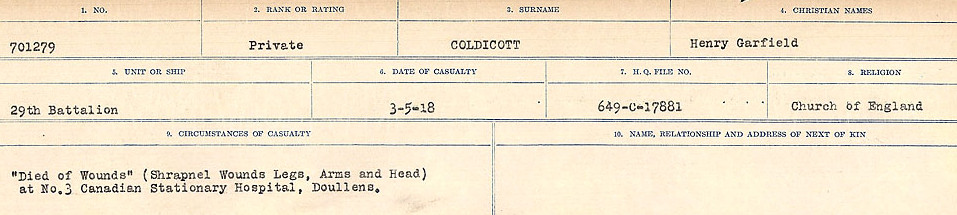 1. NO. 2. RANK OR RATING 3. SURNAME 4. CHRISTIAN NAMES
701279 Private COLDICOTT Henry Garfield
5. UNIT OR SHIP 6. DATE OF CASUALTY 7. H. Q. FILE NO. 8. RELIGION
29th Battalion 3-5-18 649-C-17881 Church of England
9. CIRCUMSTANCES OF CASUALTY 10. NAME, RELATIONSHIP AND ADDRESS OF NEXT OF KIN
"Died of Wounds" (Shrapnel Wounds Legs, Arms and Head)
at No.3 Canadian Stationary Hospital, Doullens.